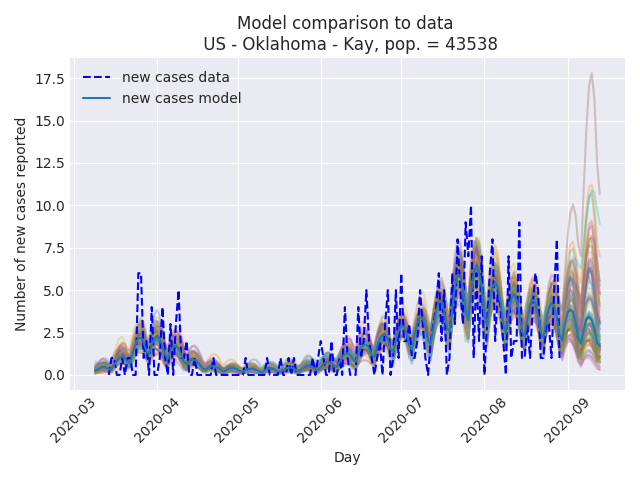 Model comparison to data
US - Oklahoma - Kay, pop. = 43538
new cases data
new cases model
Number of new cases reported
17.5
15.0
12.5
10.0
7.5
5.0
2.5
0.0
2020-03
2020-04
2020-05
2020-06
2020-07
2020-08
2020-09
Day